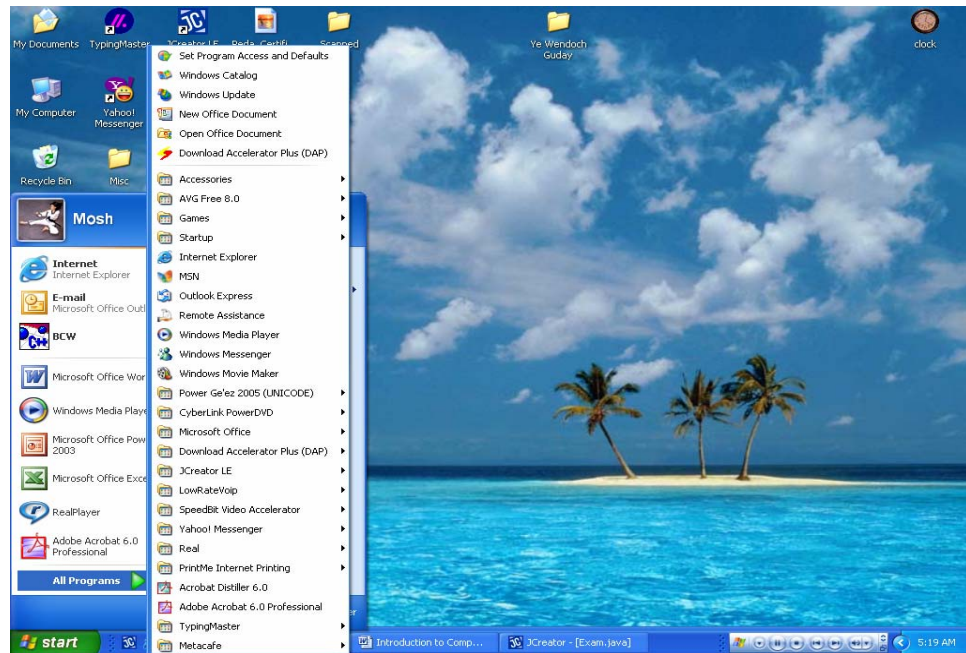 My Documents
TypingMaster
JCreator LE
Reda_Certifi
Scanned
Ye Wendoch
Guday
clock
My Computer
Yahoo!
Messenger
Recycle Bin
Misc
Mosh
Internet
Internet Explorer
E-mail
Microsoft Office Outl
BCW
Microsoft Office Wor
Windows Media Playe
Microsoft Office Pow
2003
Microsoft Office Exce
RealPlayer
Adobe Acrobat 6.0
Professional
All Programs
Set Program Access and Defaults
Windows Catalog
Windows Update
New Office Document
Open Office Document
Download Accelerator Plus (DAP)
Accessories
AVG Free 8.0
Games
Startup
Internet Explorer
MSN
Outlook Express
Remote Assistance
Windows Media Player
Windows Messenger
Windows Movie Maker
Power Ge'ez 2005 (UNICODE)
CyberLink PowerDVD
Microsoft Office
Download Accelerator Plus (DAP)
JCreator LE
LowRateVoip
SpeedBit Video Accelerator
Yahoo! Messenger
Real
PrintMe Internet Printing
Acrobat Distiller 6.0
Adobe Acrobat 6.0 Professional
TypingMaster
Metacafe
start
Introduction to Comp...
JCreator - [Exam.java]
5:19 AM